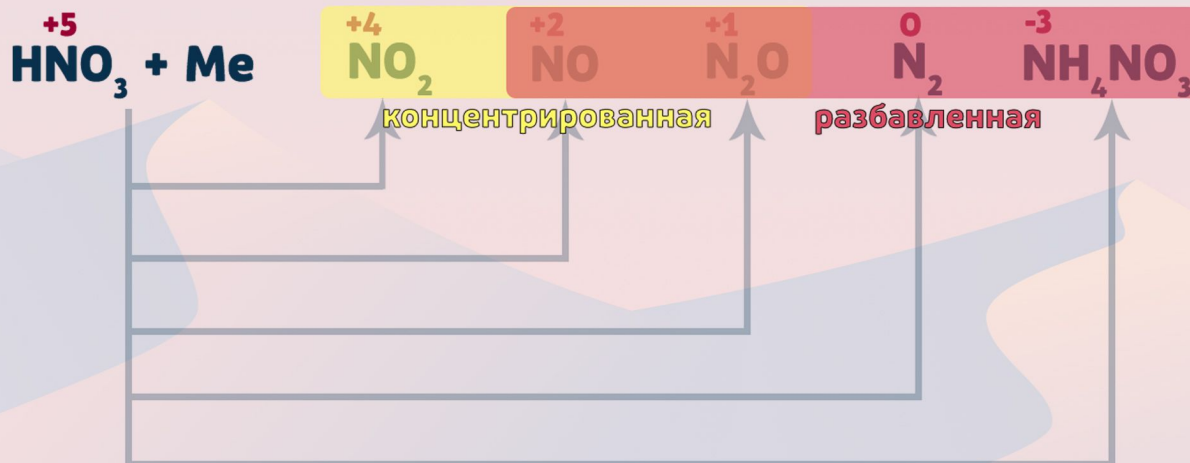 +5 +4 +2 +1 0 -3
HNO₃ + Me NO₂ NO N₂O N₂ NH₄NO₃
концентрированная разбавленная